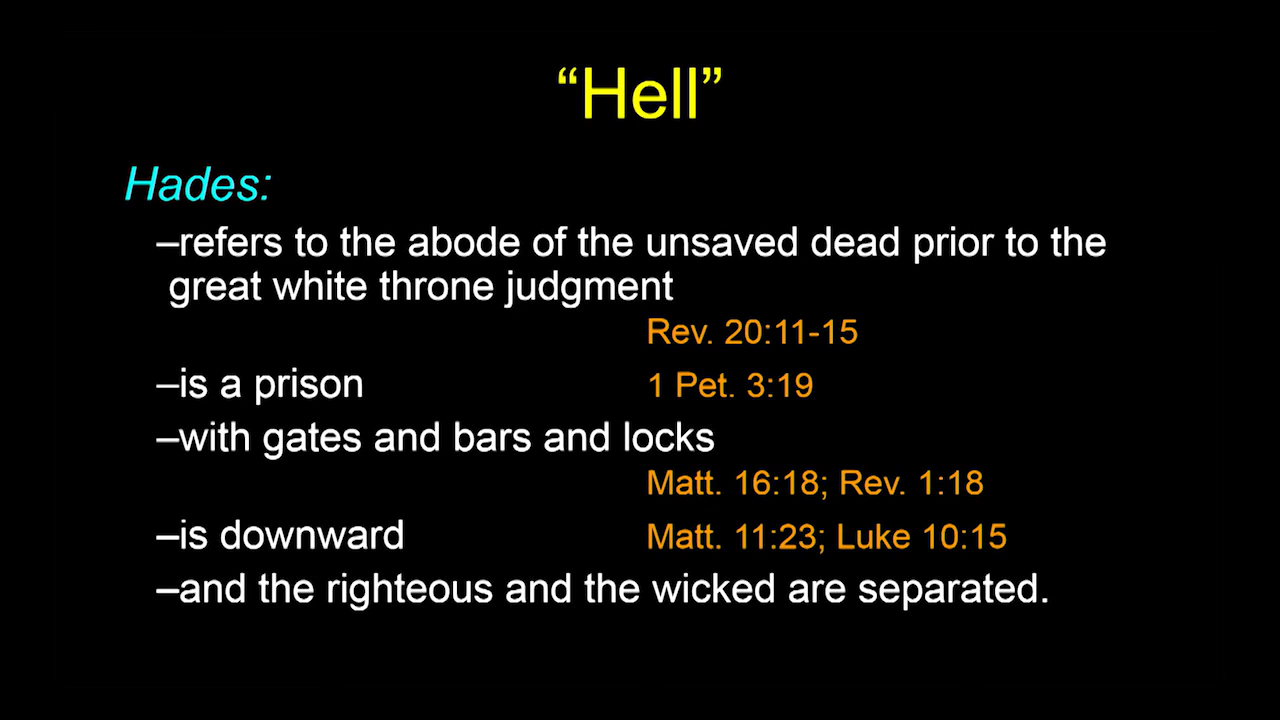 “Hell”
Hades:
–refers to the abode of the unsaved dead prior to the
great white throne judgment
Rev. 20:11-15
–is a prison 1 Pet. 3:19
–with gates and bars and locks
Matt. 16:18; Rev. 1:18
–is downward Matt. 11:23; Luke 10:15
–and the righteous and the wicked are separated.